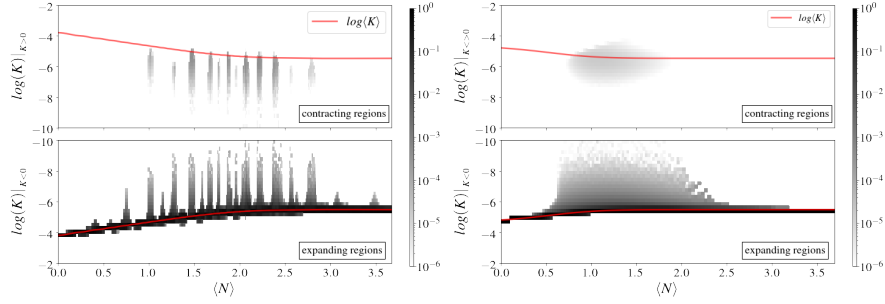 −2
−4
−6
−8
−10
log(K)|K>0
log⟨K⟩
contracting regions
−10
−8
−6
−4
−2
log(K)|K<0
expanding regions
0.0 0.5 1.0 1.5 2.0 2.5 3.0 3.5
⟨N⟩
10⁰
10⁻¹
10⁻²
10⁻³
10⁻⁴
10⁻⁵
10⁻⁶
−2
−4
−6
−8
−10
log(K)|K<>0
log⟨K⟩
contracting regions
−10
−8
−6
−4
−2
log(K)|K<0
expanding regions
0.0 0.5 1.0 1.5 2.0 2.5 3.0 3.5
⟨N⟩
10⁰
10⁻¹
10⁻²
10⁻³
10⁻⁴
10⁻⁵
10⁻⁶